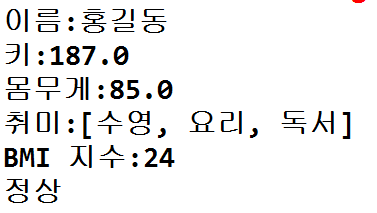 이름:홍길동
키:187.0
몸무게:85.0
취미:[수영, 요리, 독서]
BMI 지수:24
정상